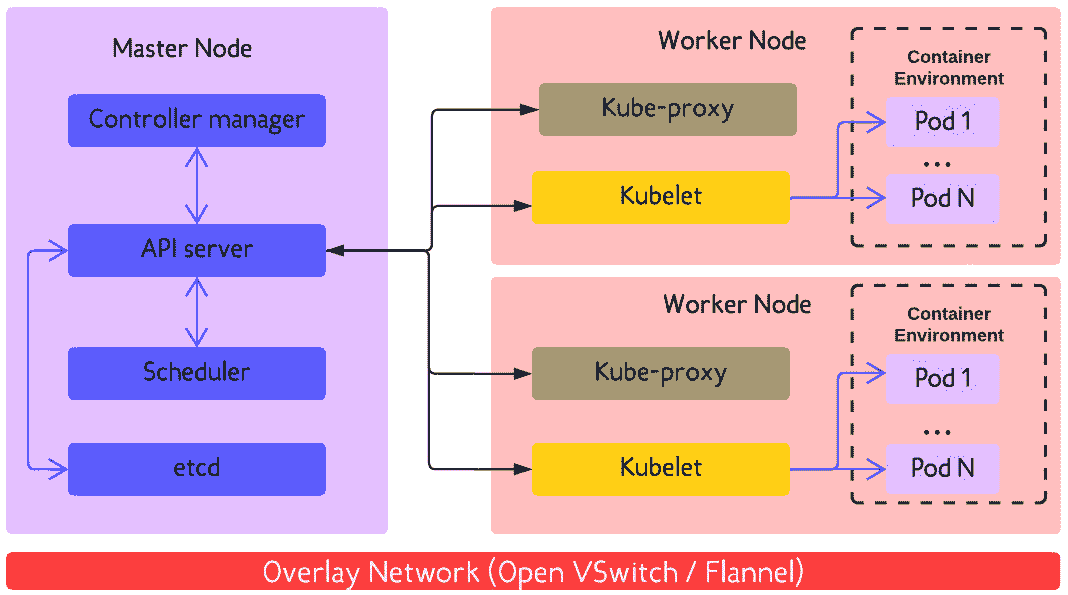 Master Node
Controller manager
API server
Scheduler
etcd
Worker Node
Kube-proxy
Kubelet
Container
Environment
Pod 1
...
Pod N
Worker Node
Kube-proxy
Kubelet
Container
Environment
Pod 1
...
Pod N
Overlay Network (Open VSwitch / Flannel)